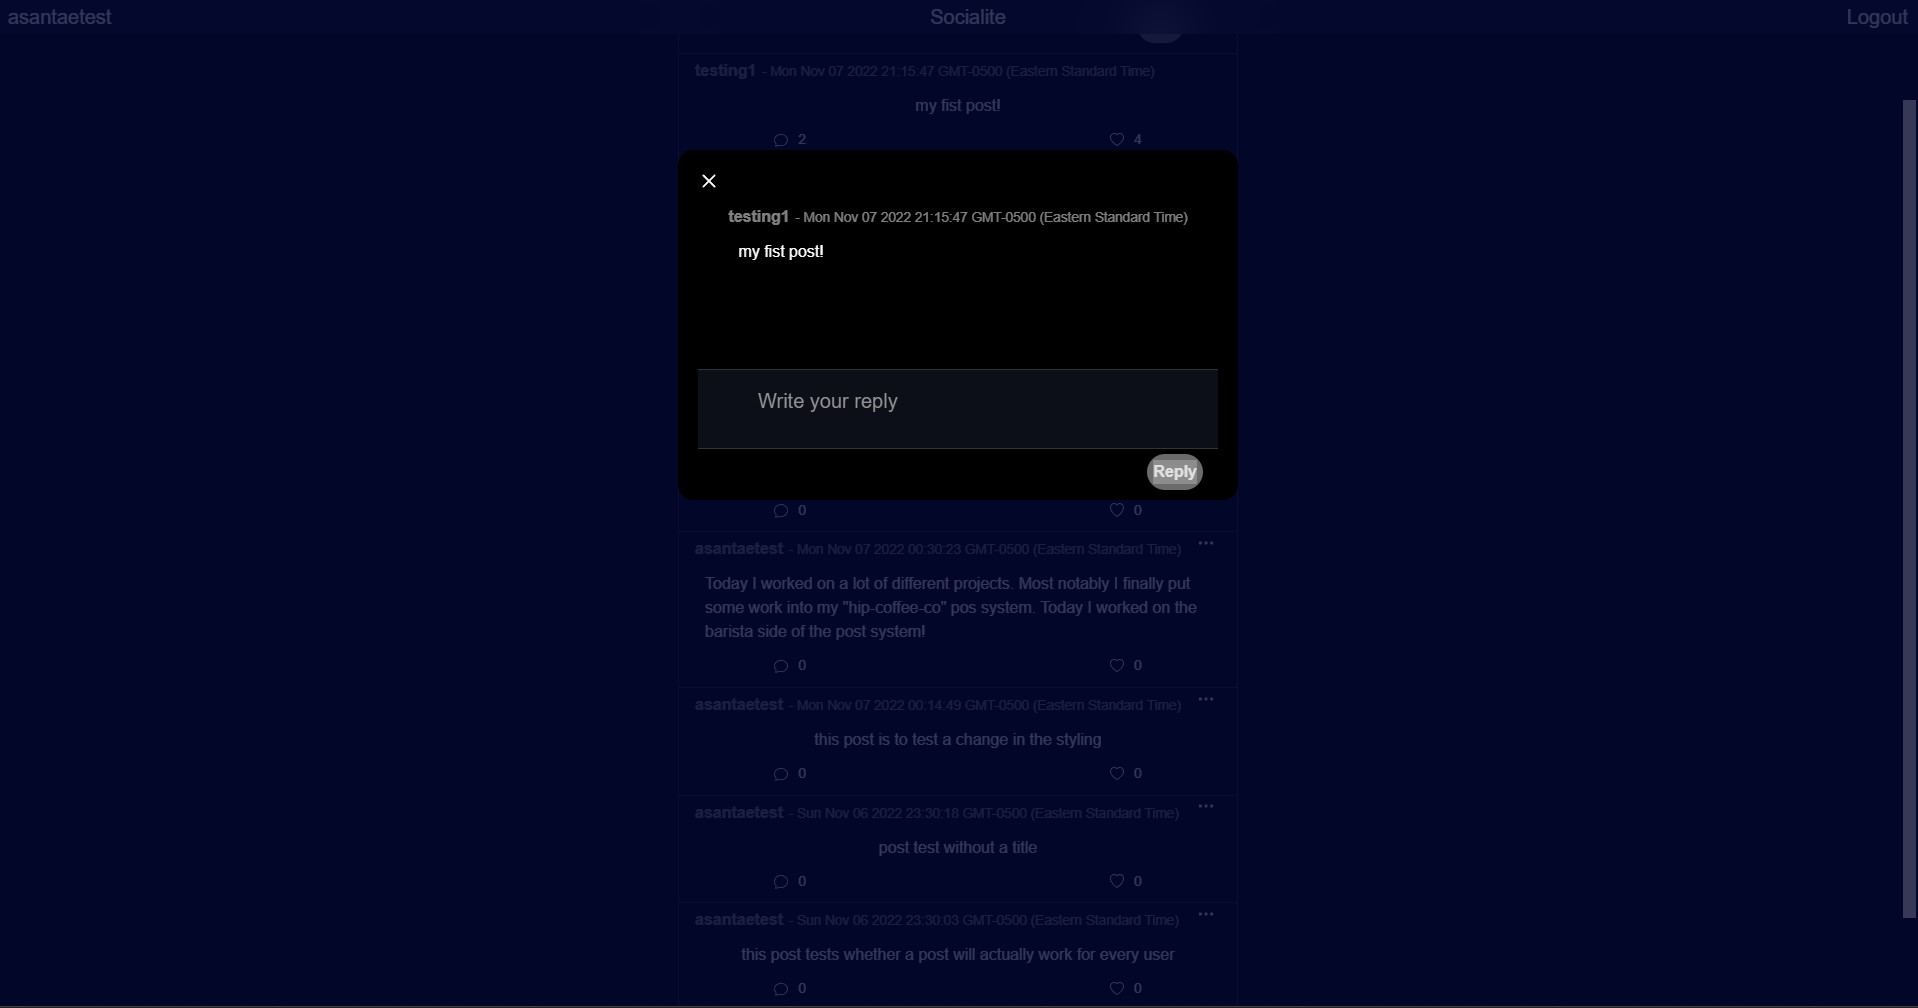 asantaetest Socialite Logout
testing1 - Mon Nov 07 2022 21:15:47 GMT-0500 (Eastern Standard Time)
my fist post!
2 4
testing1 - Mon Nov 07 2022 21:15:47 GMT-0500 (Eastern Standard Time)
my fist post!
Write your reply
Reply
0 0
asantaetest - Mon Nov 07 2022 00:30:23 GMT-0500 (Eastern Standard Time) ...
Today I worked on a lot of different projects. Most notably I finally put
some work into my "hip-coffee-co" pos system. Today I worked on the
barista side of the post system!
0 0
asantaetest - Mon Nov 07 2022 00:14:49 GMT-0500 (Eastern Standard Time) ...
this post is to test a change in the styling
0 0
asantaetest - Sun Nov 06 2022 23:30:18 GMT-0500 (Eastern Standard Time) ...
post test without a title
0 0
asantaetest - Sun Nov 06 2022 23:30:03 GMT-0500 (Eastern Standard Time) ...
this post tests whether a post will actually work for every user
0 0